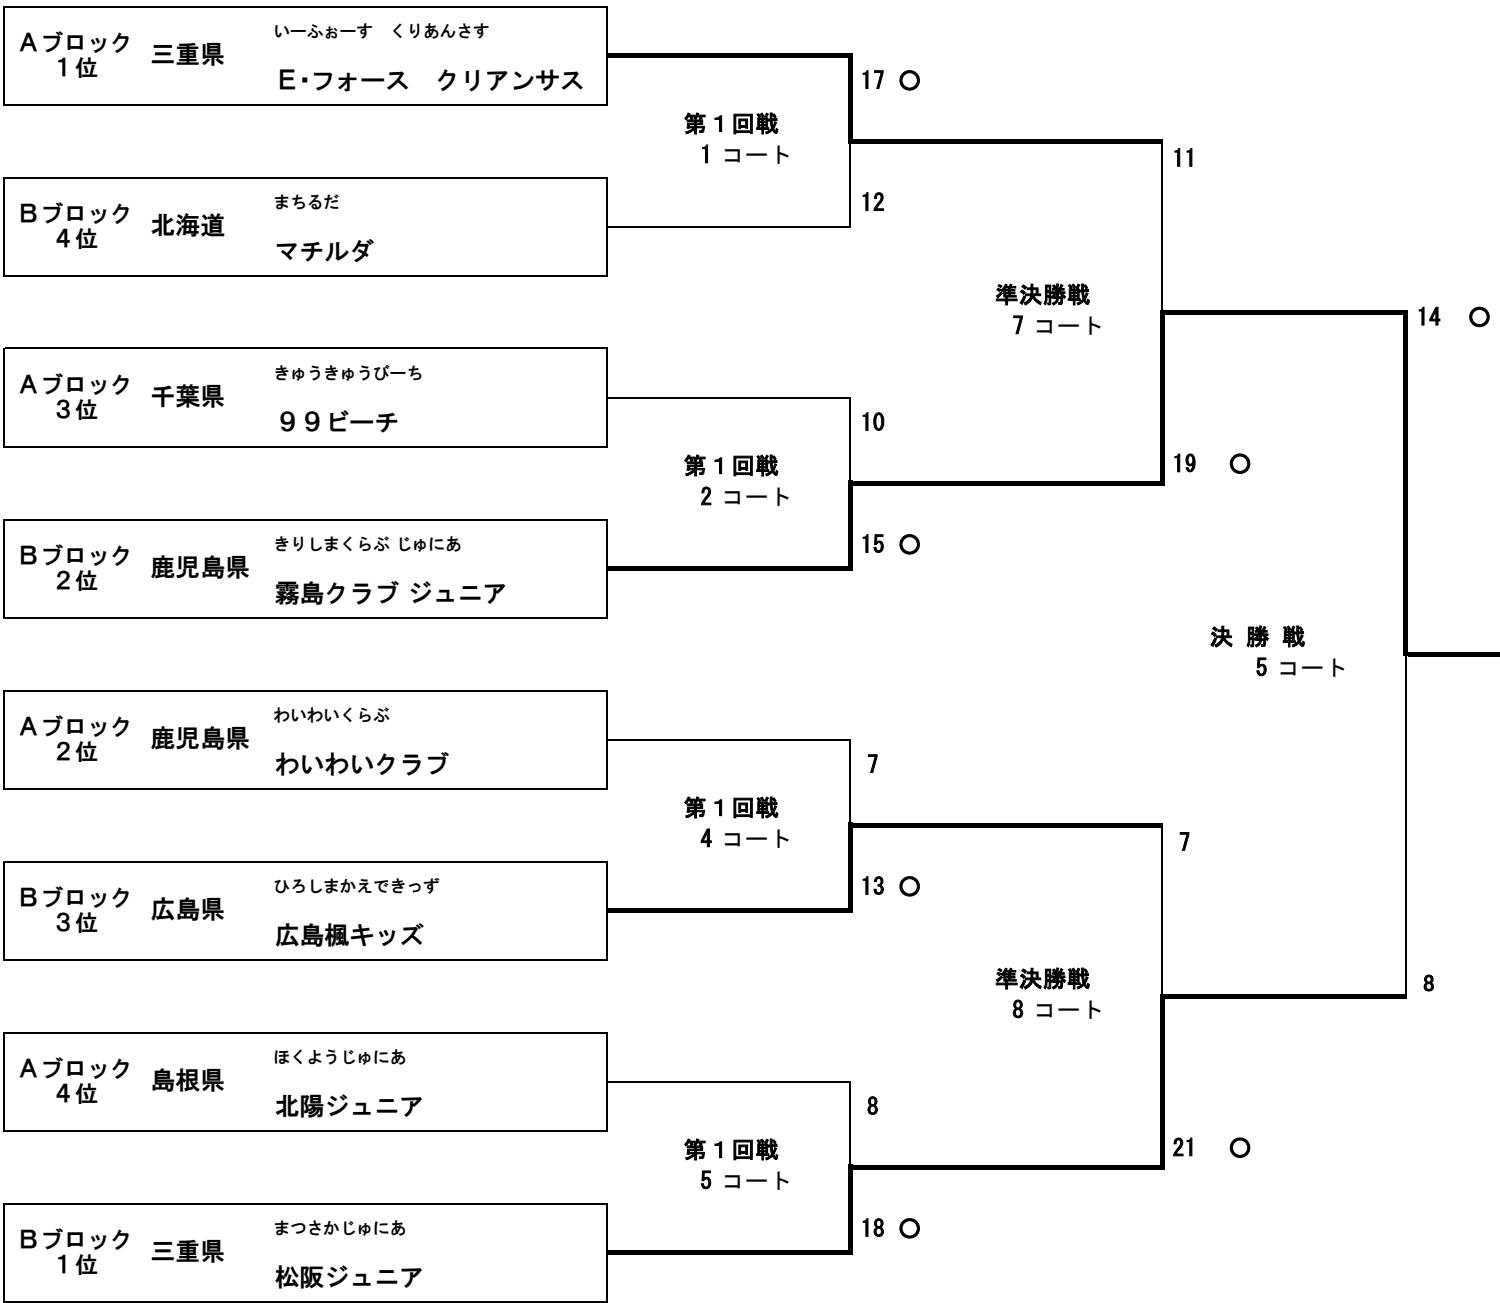 Ａブロック
１位
三重県
いーふぉーす　くりあんさす
Ｅ・フォース　クリアンサス
17 ○
第１回戦
1 コート
11
Ｂブロック
４位
北海道
まちるだ
マチルダ
12
準決勝戦
7 コート
14 ○
Ａブロック
３位
千葉県
きゅうきゅうびーち
９９ビーチ
10
第１回戦
2 コート
19 ○
Ｂブロック
２位
鹿児島県
きりしまくらぶ じゅにあ
霧島クラブ ジュニア
15 ○
決 勝 戦
5 コート
Ａブロック
２位
鹿児島県
わいわいくらぶ
わいわいクラブ
7
第１回戦
4 コート
7
Ｂブロック
３位
広島県
ひろしまかえできっず
広島楓キッズ
13 ○
準決勝戦
8 コート
8
Ａブロック
４位
島根県
ほくようじゅにあ
北陽ジュニア
8
第１回戦
5 コート
21 ○
Ｂブロック
１位
三重県
まつさかじゅにあ
松阪ジュニア
18 ○